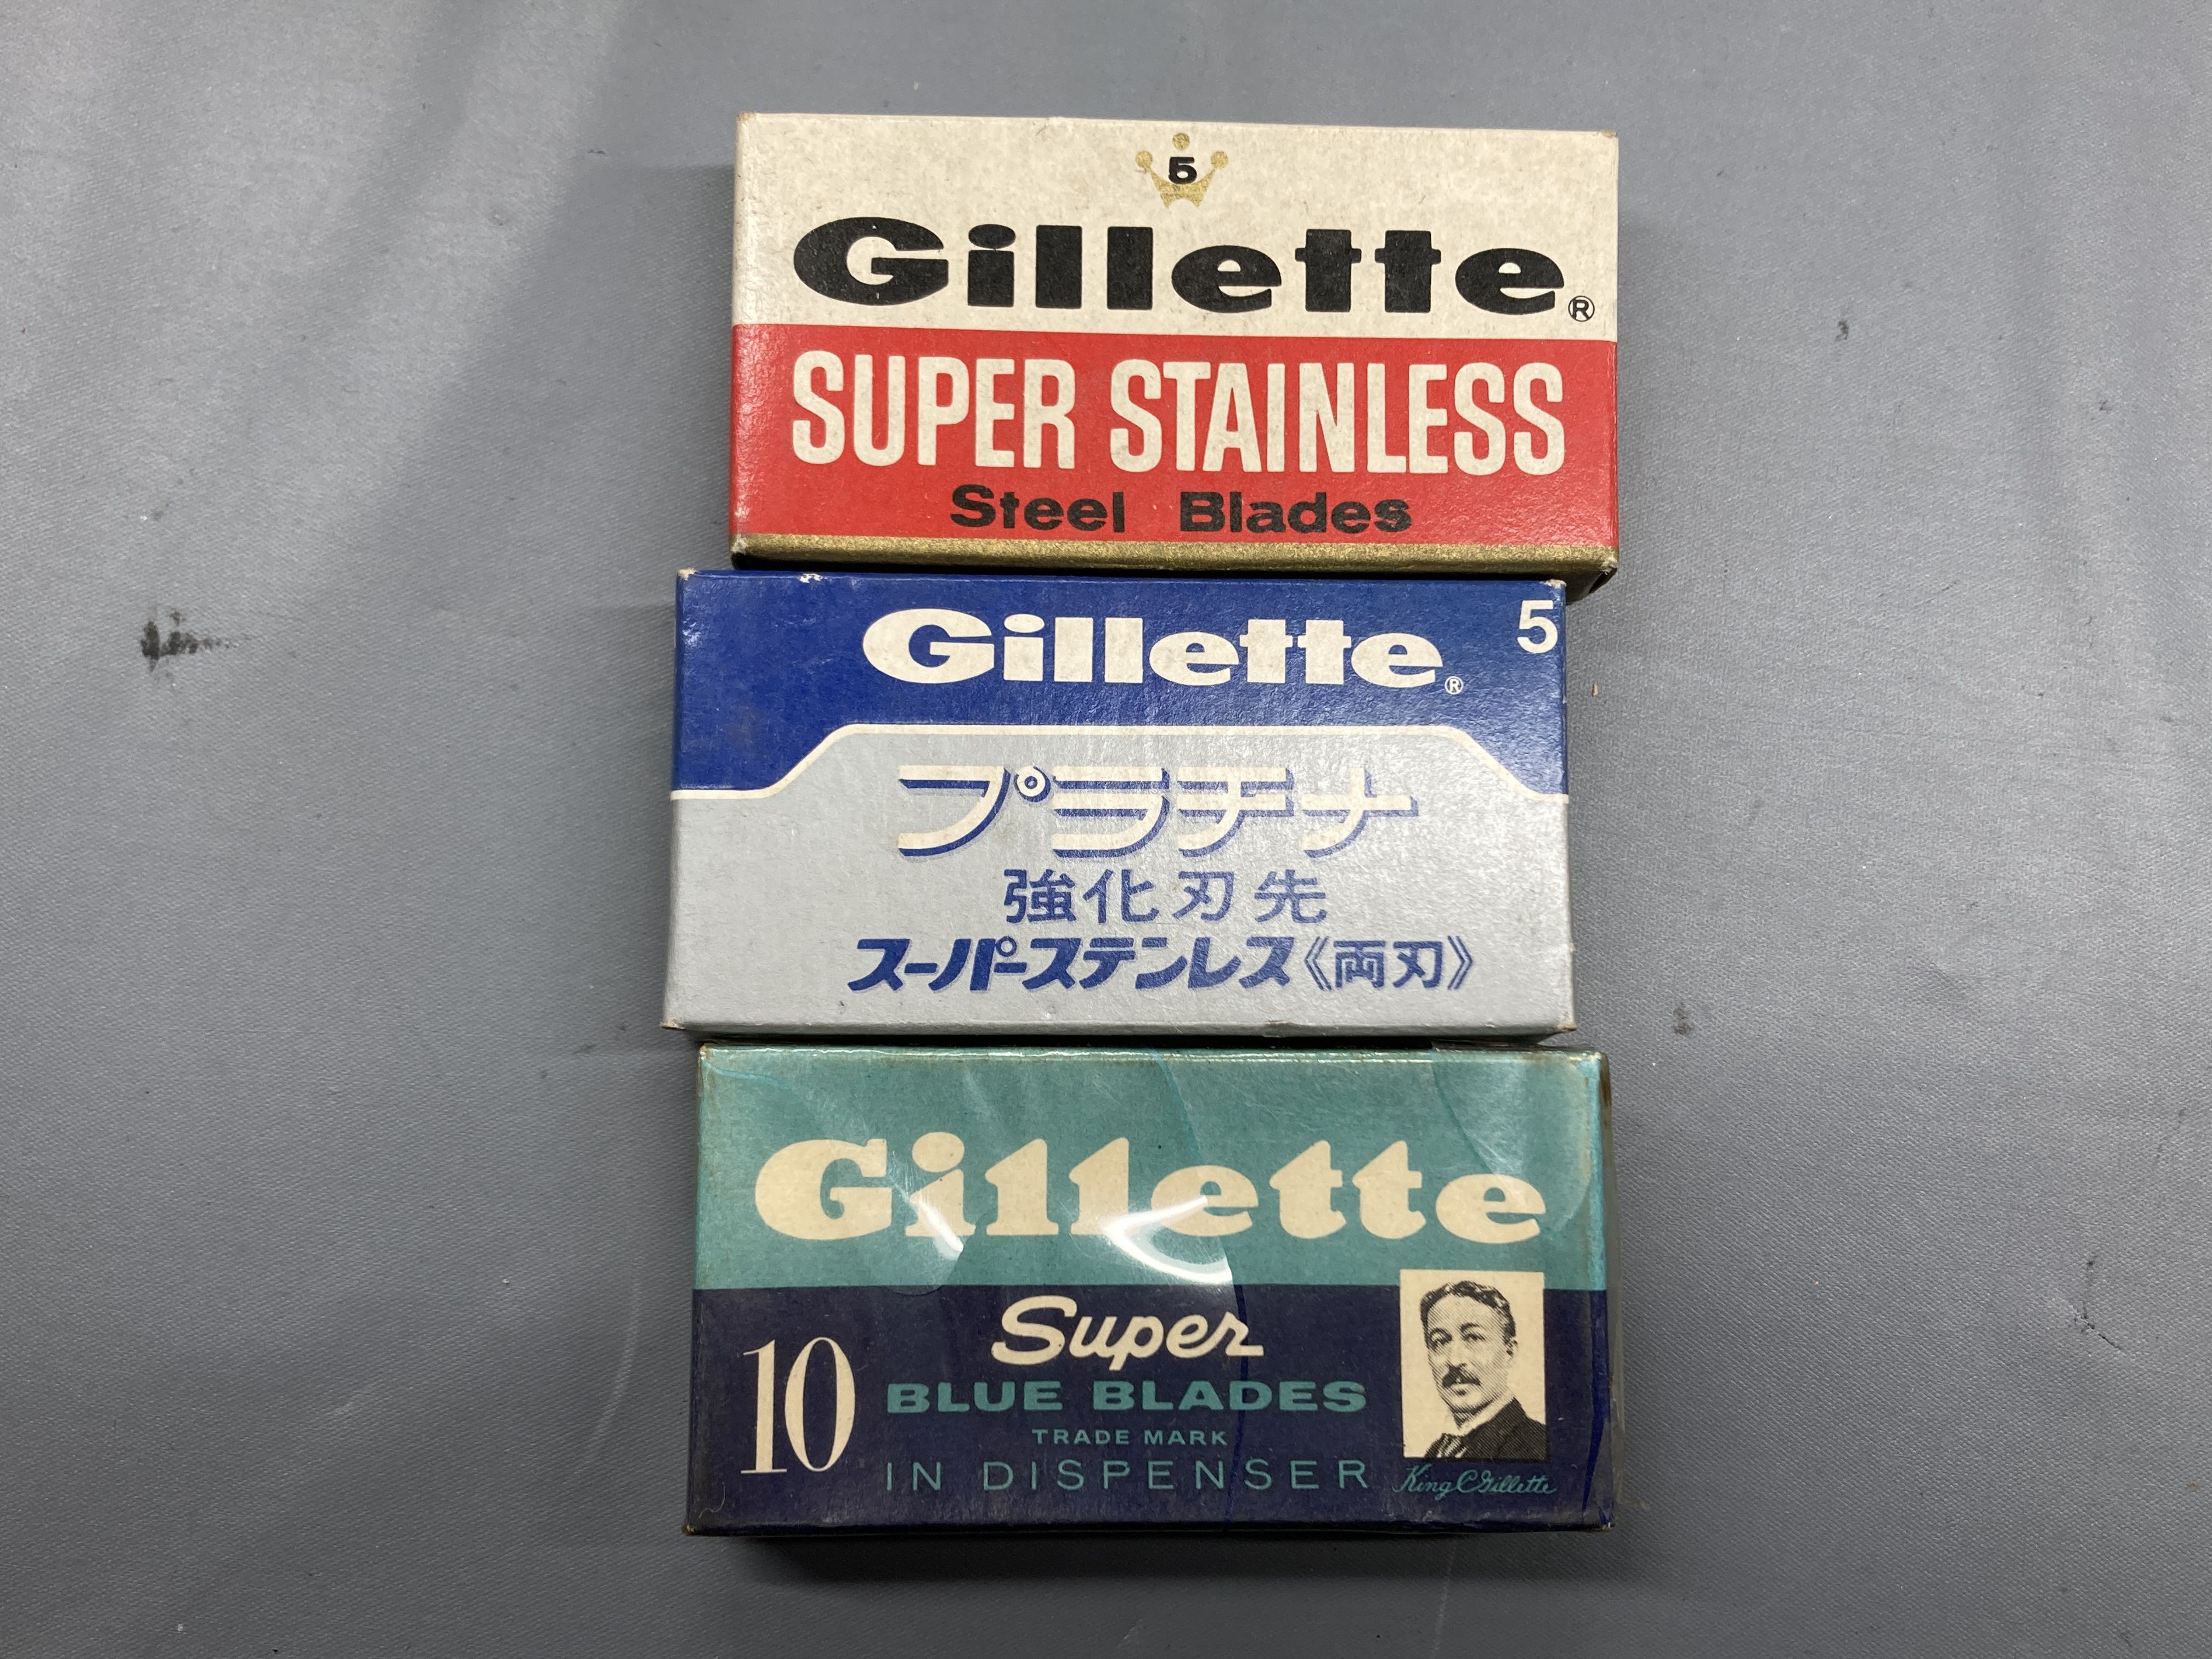 5
Gillette®
SUPER STAINLESS
Steel Blades
Gillette® 5
プラチナ
強化刃先
スーパーステンレス《両刃》
Gillette
10
Super
BLUE BLADES
TRADE MARK
IN DISPENSER
King C Gillette